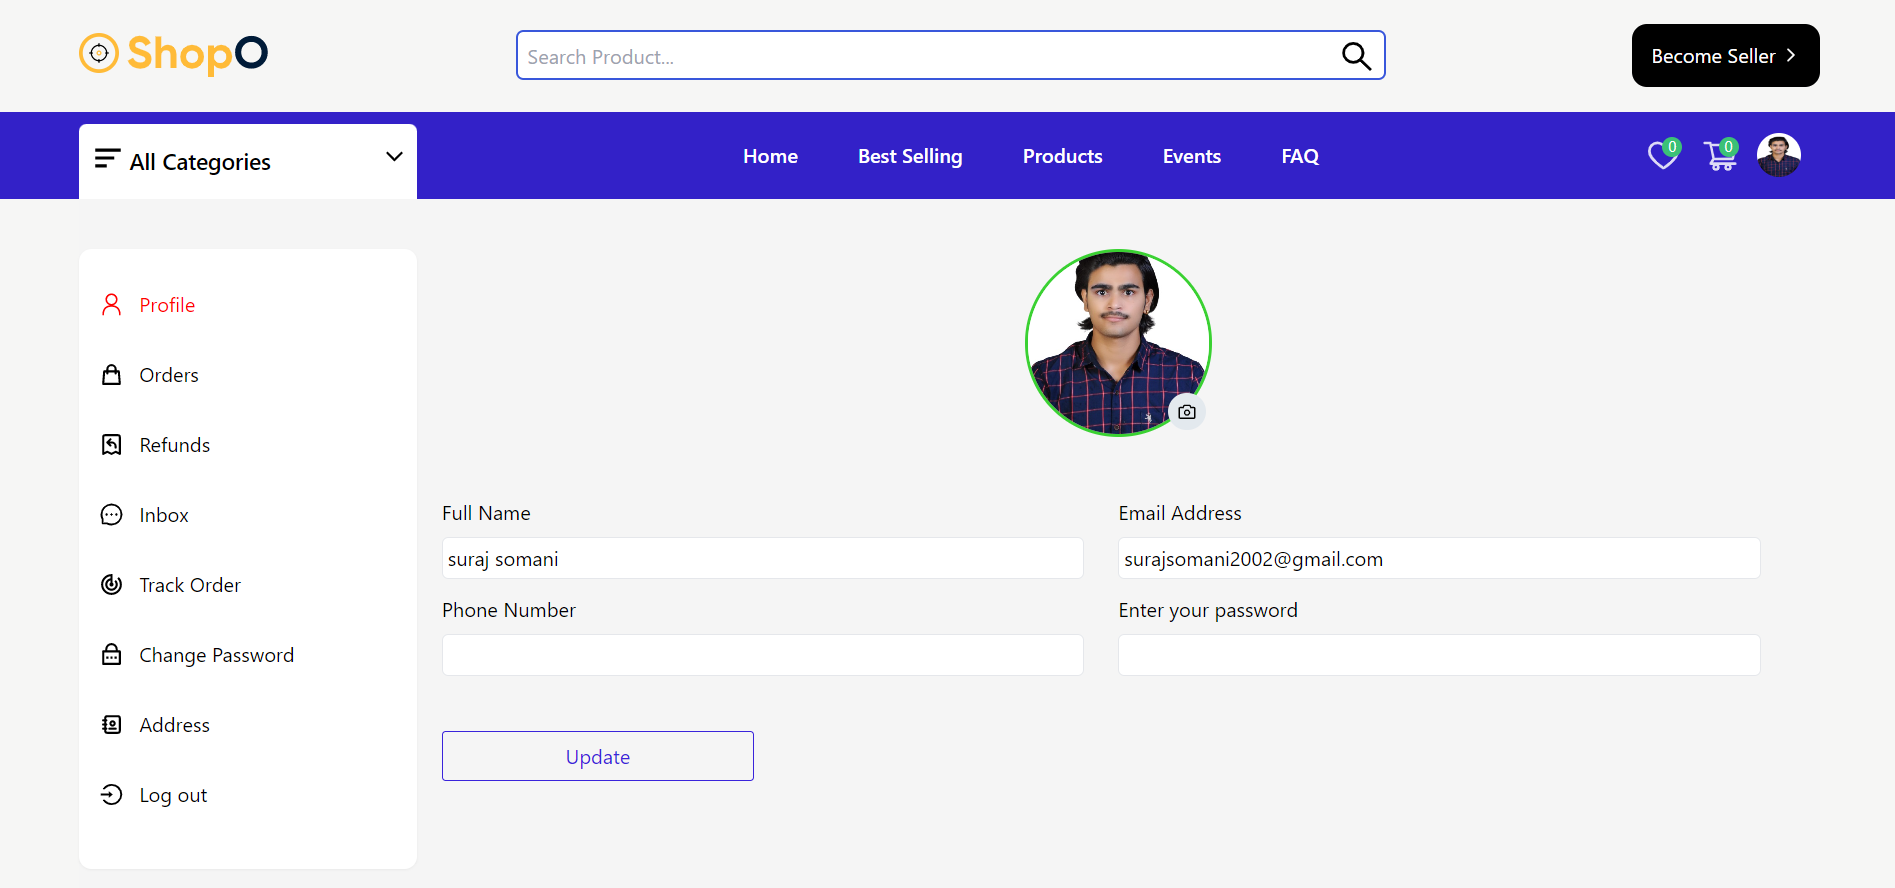 ShopO
Search Product...
Become Seller
All Categories
Home
Best Selling
Products
Events
FAQ
0
0
Profile
Orders
Refunds
Inbox
Track Order
Change Password
Address
Log out
Full Name
Email Address
suraj somani
surajsomani2002@gmail.com
Phone Number
Enter your password
Update